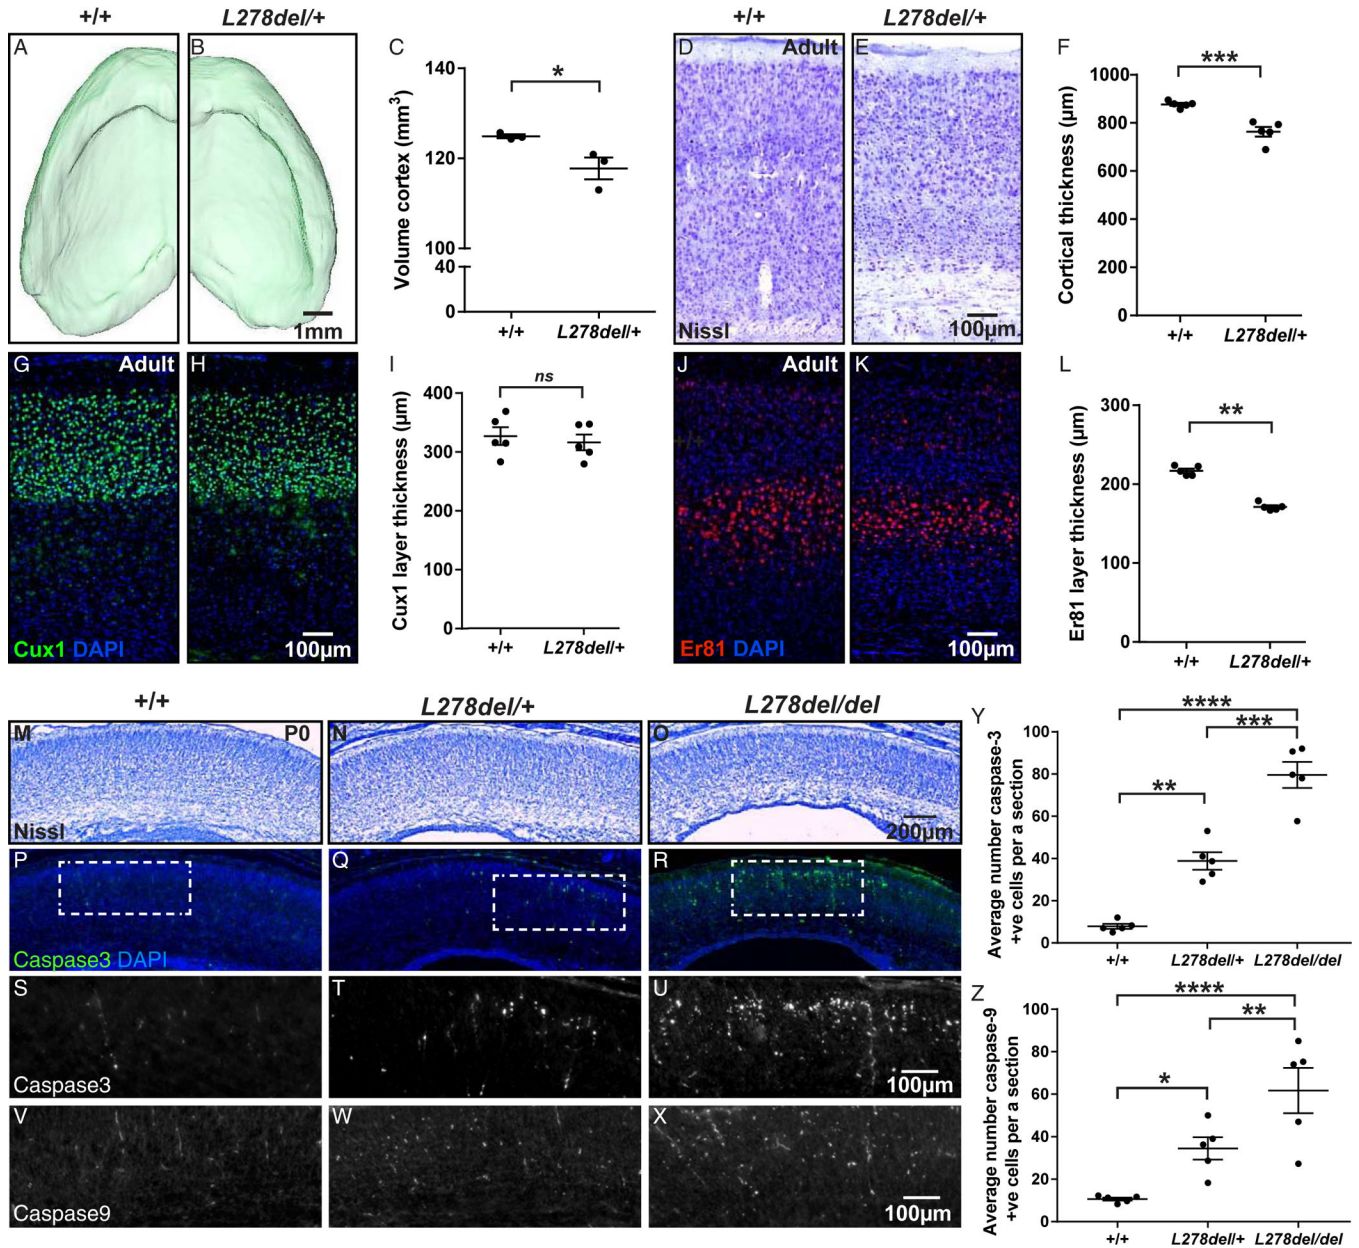 +/+
L278del/+
+/+
L278del/+
A
B
1mm
C
Volume cortex (mm³)
140
120
100
40
0
*
+/+
L278del/+
D
Adult
Nissl
E
100µm
F
Cortical thickness (µm)
1000
800
600
400
200
0
***
+/+
L278del/+
G
Adult
Cux1 DAPI
H
100µm
I
Cux1 layer thickness (µm)
400
300
200
100
0
ns
+/+
L278del/+
J
Adult
+/+
Er81 DAPI
K
100µm
L
Er81 layer thickness (µm)
300
200
100
0
**
+/+
L278del/+
+/+
L278del/+
L278del/del
M
P0
Nissl
N
O
200µm
P
Caspase3 DAPI
Q
R
S
Caspase3
T
U
100µm
V
Caspase9
W
X
100µm
Y
Average number caspase-3
+ve cells per a section
100
80
60
40
20
0
****
***
**
+/+
L278del/+
L278del/del
Z
Average number caspase-9
+ve cells per a section
100
80
60
40
20
0
****
**
*
+/+
L278del/+
L278del/del